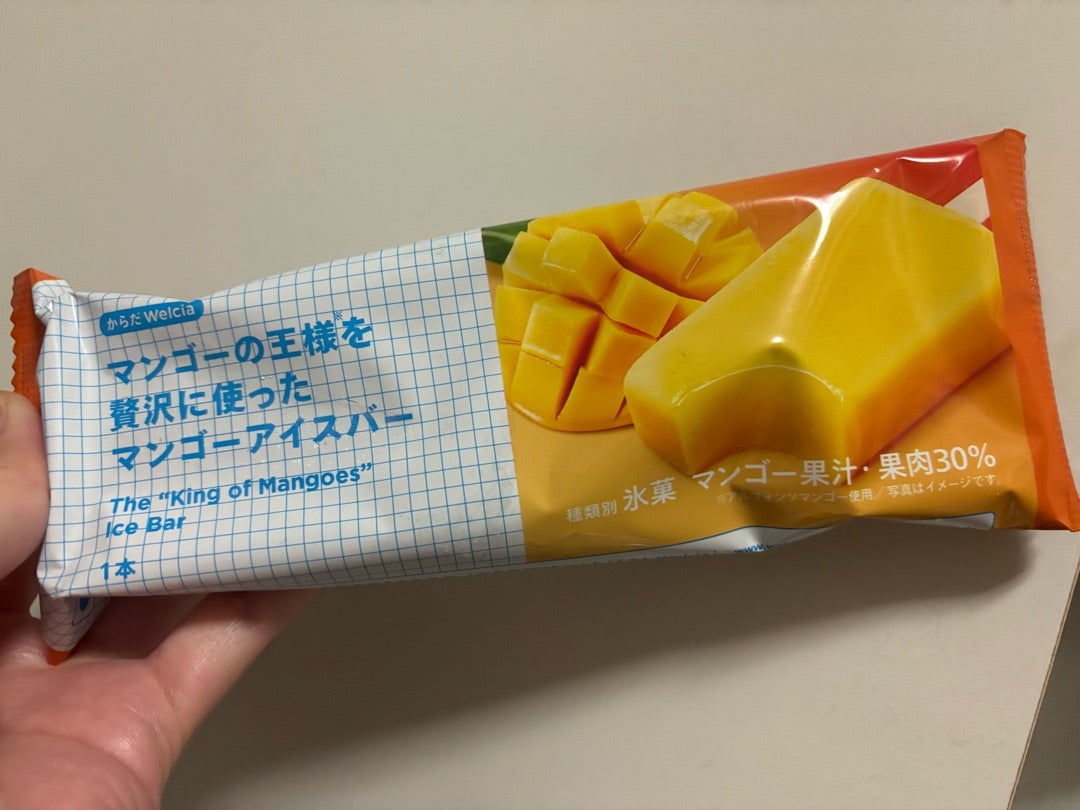 からだWelcia
マンゴーの王様※を
贅沢に使った
マンゴーアイスバー
The "King of Mangoes"
Ice Bar
1本
種類別 氷菓 マンゴー果汁・果肉30%
※アルフォンソマンゴー使用／写真はイメージです。